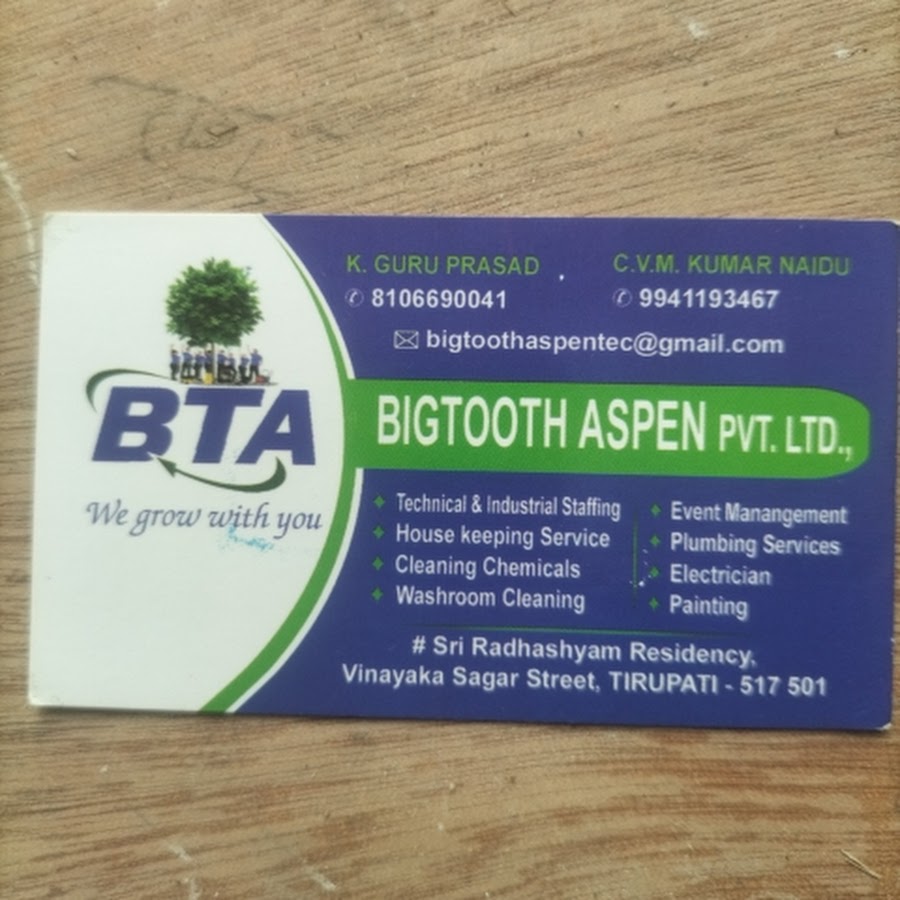 K. GURU PRASAD
✆ 8106690041
C.V.M. KUMAR NAIDU
✆ 9941193467
✉ bigtoothaspentec@gmail.com
BTA
We grow with you
BIGTOOTH ASPEN PVT. LTD.,
Technical & Industrial Staffing
House keeping Service
Cleaning Chemicals
Washroom Cleaning
Event Manangement
Plumbing Services
Electrician
Painting
# Sri Radhashyam Residency,
Vinayaka Sagar Street, TIRUPATI - 517 501